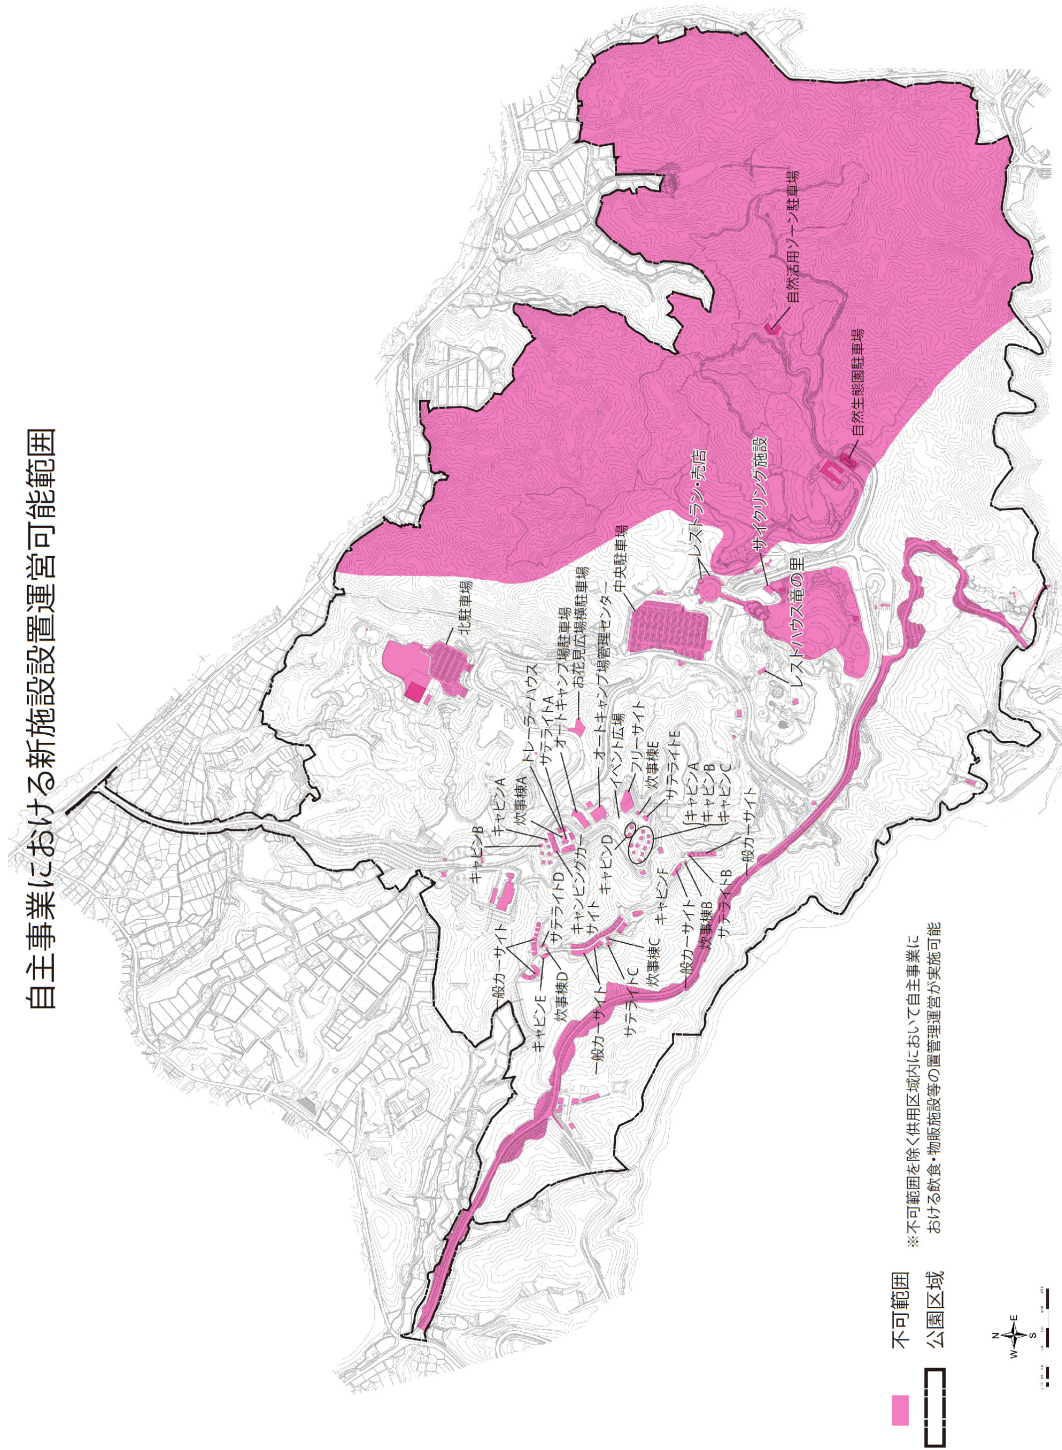 自主事業における新施設設置運営可能範囲
自然活用ゾーン駐車場
自然生態園駐車場
レストラン・売店
サイクリング施設
レストハウス竜の里
中央駐車場
北駐車場
お花見広場横駐車場
オートキャンプ場管理センター
オートキャンプ場駐車場
サテライトA
トレーラーハウス
イベント広場
フリーサイト
炊事棟E
サテライトE
キャビンA
キャビンB
キャビンC
一般カーサイト
キャビンA
炊事棟A
キャビンB
キャビンD
キャンピングカー
サイト
サテライトD
キャビンF
一般カーサイト
炊事棟B
サテライトB
一般カーサイト
キャビンE
炊事棟D
一般カーサイト
サテライトC
炊事棟C
※不可範囲を除く供用区域内において自主事業に
おける飲食・物販施設等の置管理運営が実施可能
不可範囲
公園区域
N
W
E
S